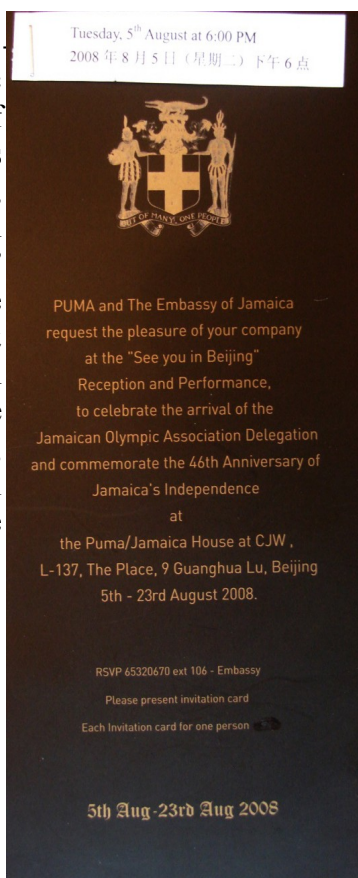 Tuesday, 5th August at 6:00 PM
2008 年 8 月 5 日（星期二）下午 6 点
OUT OF MANY, ONE PEOPLE
PUMA and The Embassy of Jamaica
request the pleasure of your company
at the "See you in Beijing"
Reception and Performance,
to celebrate the arrival of the
Jamaican Olympic Association Delegation
and commemorate the 46th Anniversary of
Jamaica's Independence
at
the Puma/Jamaica House at CJW ,
L-137, The Place, 9 Guanghua Lu, Beijing
5th - 23rd August 2008.
RSVP 65320670 ext 106 - Embassy
Please present invitation card
Each Invitation card for one person
5th Aug-23rd Aug 2008